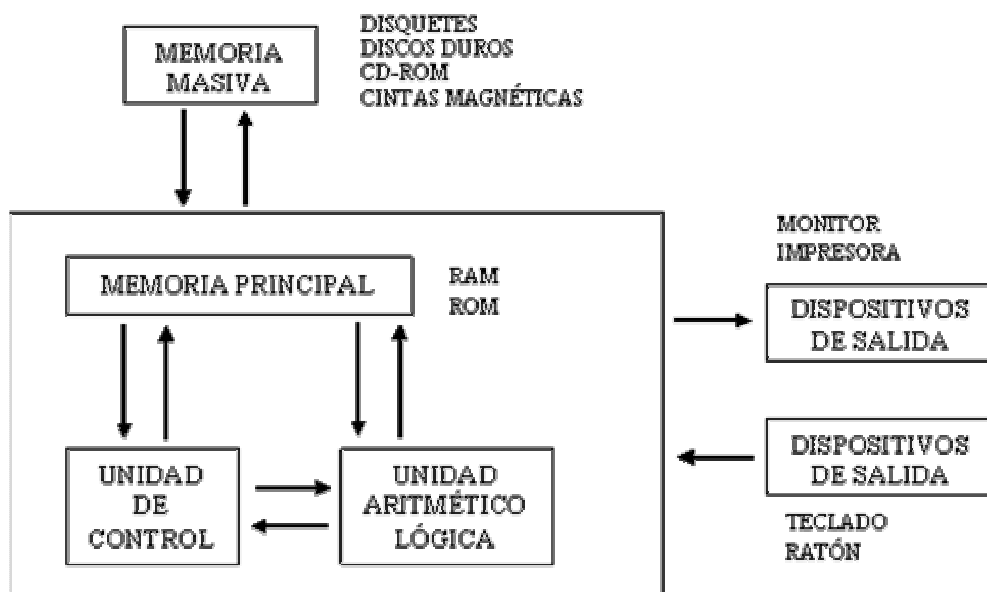 MEMORIA
MASIVA
DISQUETES
DISCOS DUROS
CD-ROM
CINTAS MAGNÉTICAS
MEMORIA PRINCIPAL
RAM
ROM
UNIDAD
DE
CONTROL
UNIDAD
ARITMÉTICO
LÓGICA
MONITOR
IMPRESORA
DISPOSITIVOS
DE SALIDA
DISPOSITIVOS
DE SALIDA
TECLADO
RATÓN